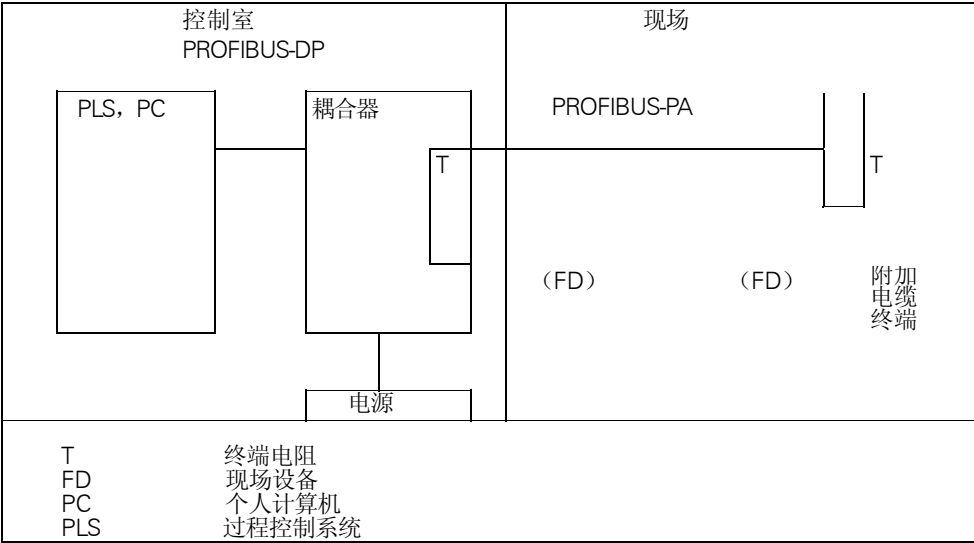 控制室
PROFIBUS-DP
现场
PLS，PC
耦合器
PROFIBUS-PA
T
T
（FD）
（FD）
附加
电缆
终端
电源
T 终端电阻
FD 现场设备
PC 个人计算机
PLS 过程控制系统